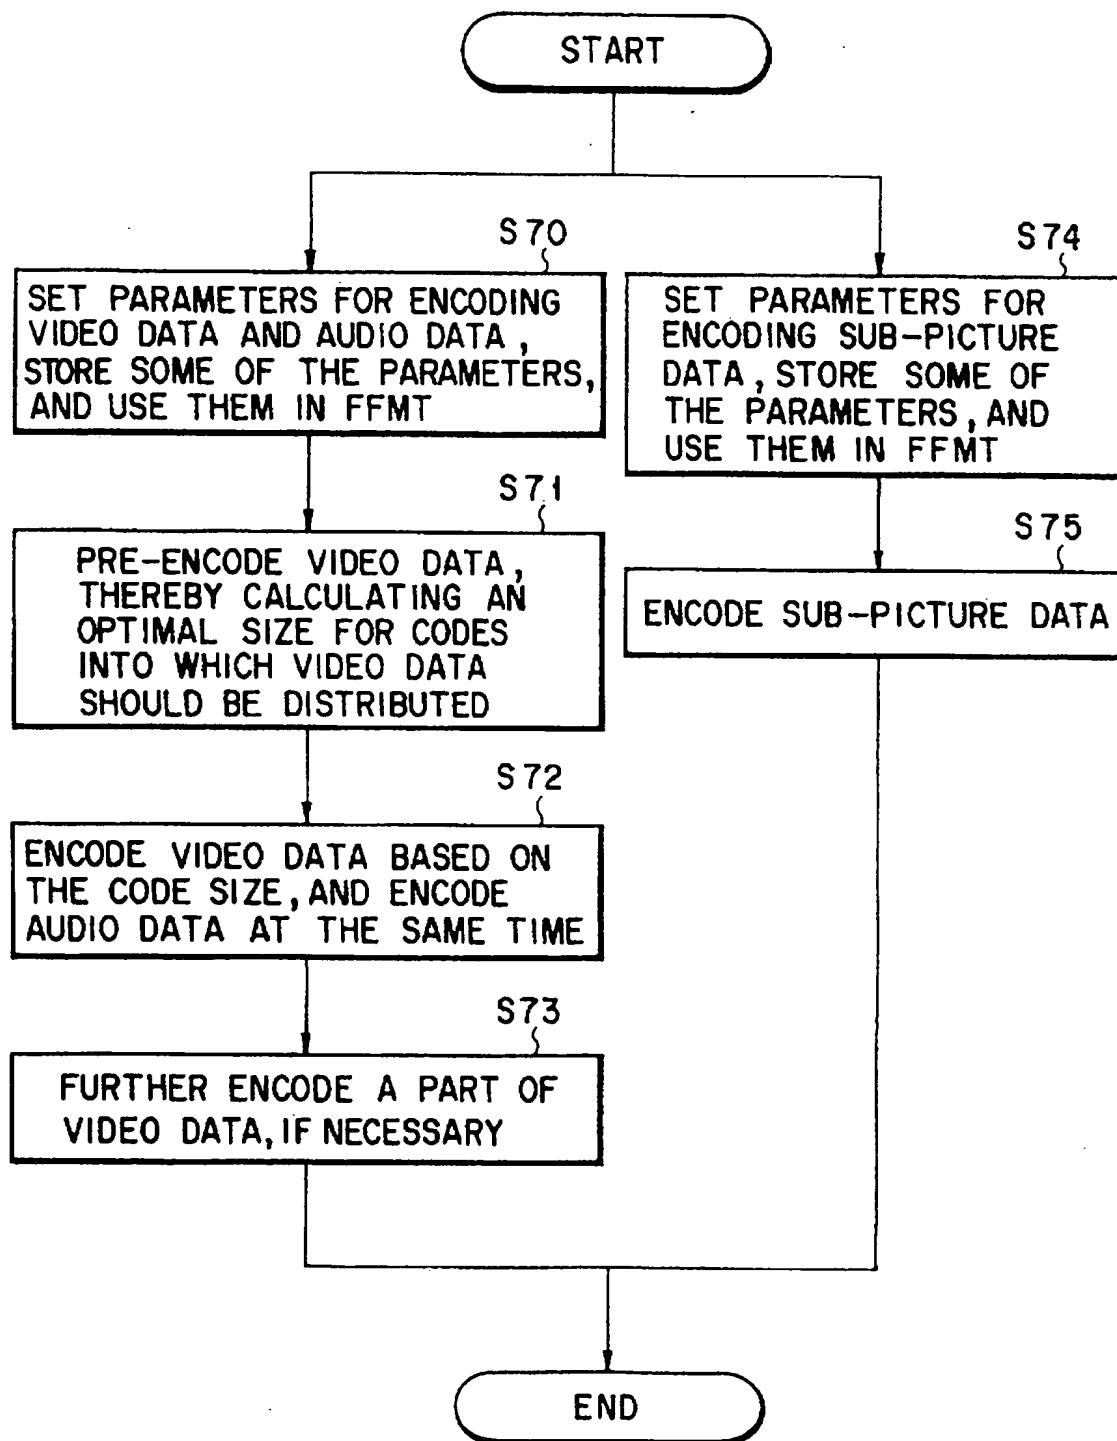 START
S70
SET PARAMETERS FOR ENCODING
VIDEO DATA AND AUDIO DATA,
STORE SOME OF THE PARAMETERS,
AND USE THEM IN FFMT
S71
PRE-ENCODE VIDEO DATA,
THEREBY CALCULATING AN
OPTIMAL SIZE FOR CODES
INTO WHICH VIDEO DATA
SHOULD BE DISTRIBUTED
S72
ENCODE VIDEO DATA BASED ON
THE CODE SIZE, AND ENCODE
AUDIO DATA AT THE SAME TIME
S73
FURTHER ENCODE A PART OF
VIDEO DATA, IF NECESSARY
S74
SET PARAMETERS FOR
ENCODING SUB-PICTURE
DATA, STORE SOME OF
THE PARAMETERS, AND
USE THEM IN FFMT
S75
ENCODE SUB-PICTURE DATA
END